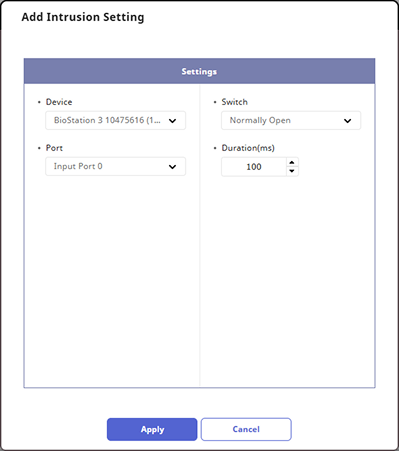 Add Intrusion Setting
Settings
Device
BioStation 3 10475616 (1...
Port
Input Port 0
Switch
Normally Open
Duration(ms)
100
Apply
Cancel